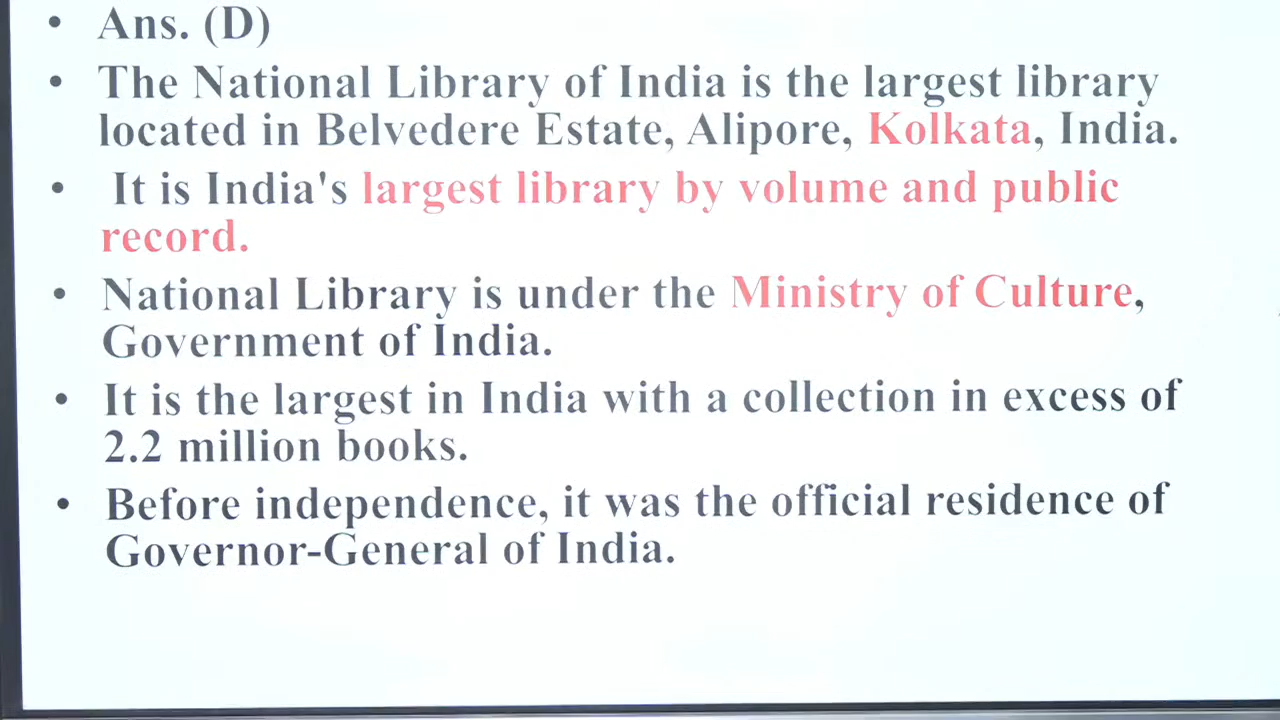 • Ans. (D)
• The National Library of India is the largest library
located in Belvedere Estate, Alipore, Kolkata, India.
• It is India's largest library by volume and public
record.
• National Library is under the Ministry of Culture,
Government of India.
• It is the largest in India with a collection in excess of
2.2 million books.
• Before independence, it was the official residence of
Governor-General of India.